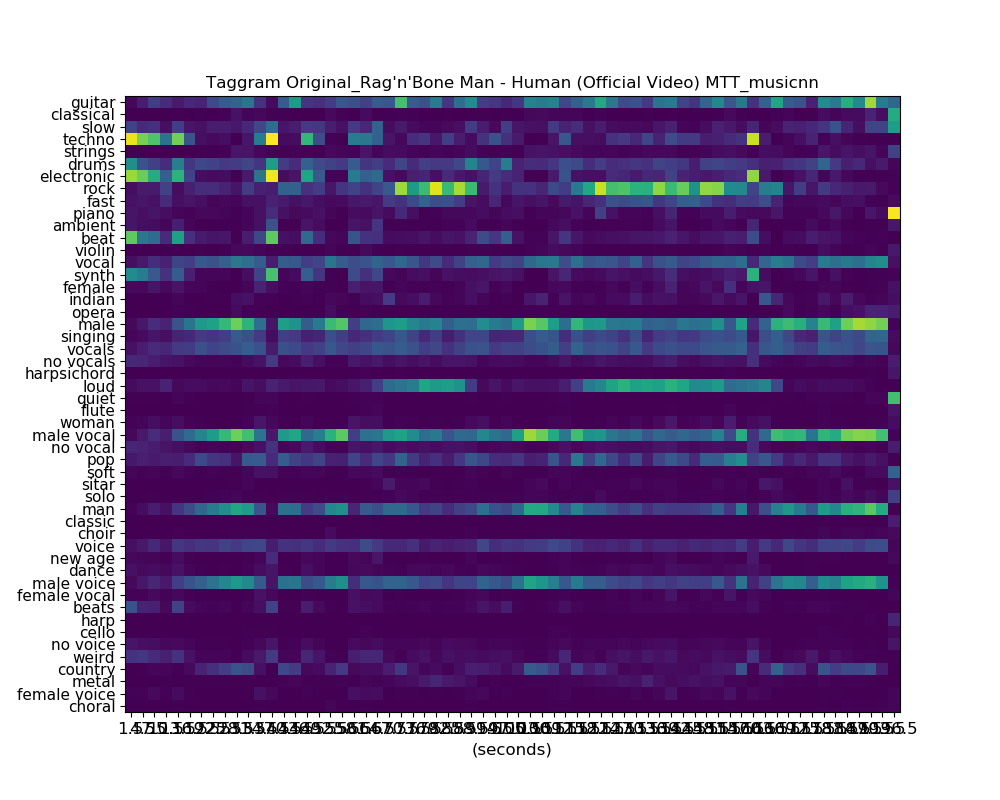 Taggram Original_Rag'n'Bone Man - Human (Official Video) MTT_musicnn
guitar
classical
slow
techno
strings
drums
electronic
rock
fast
piano
ambient
beat
violin
vocal
synth
female
indian
opera
male
singing
vocals
no vocals
harpsichord
loud
quiet
flute
woman
male vocal
no vocal
pop
soft
sitar
solo
man
classic
choir
voice
new age
dance
male voice
female vocal
beats
harp
cello
no voice
weird
country
metal
female voice
choral
(seconds)